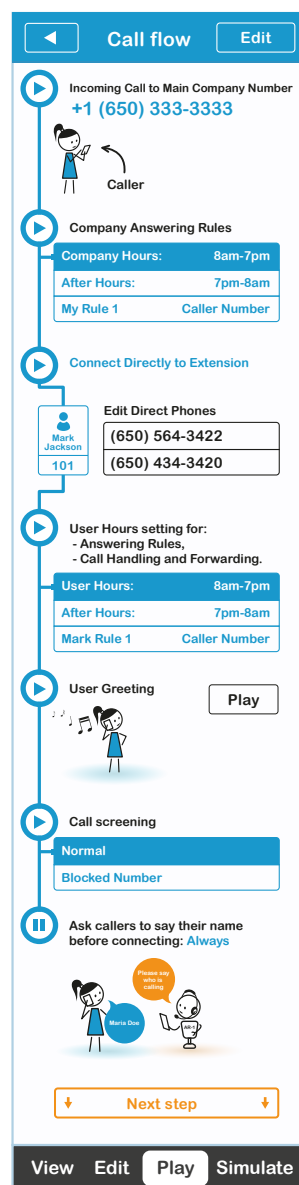 Call flow
Edit
Incoming Call to Main Company Number
+1 (650) 333-3333
Caller
Company Answering Rules
Company Hours: 8am-7pm
After Hours: 7pm-8am
My Rule 1 Caller Number
Connect Directly to Extension
Mark
Jackson
101
Edit Direct Phones
(650) 564-3422
(650) 434-3420
User Hours setting for:
- Answering Rules,
- Call Handling and Forwarding.
User Hours: 8am-7pm
After Hours: 7pm-8am
Mark Rule 1 Caller Number
User Greeting
Play
Call screening
Normal
Blocked Number
Ask callers to say their name
before connecting: Always
Please say
who is
calling
Maria Doe
AR-1
Next step
View Edit Play Simulate